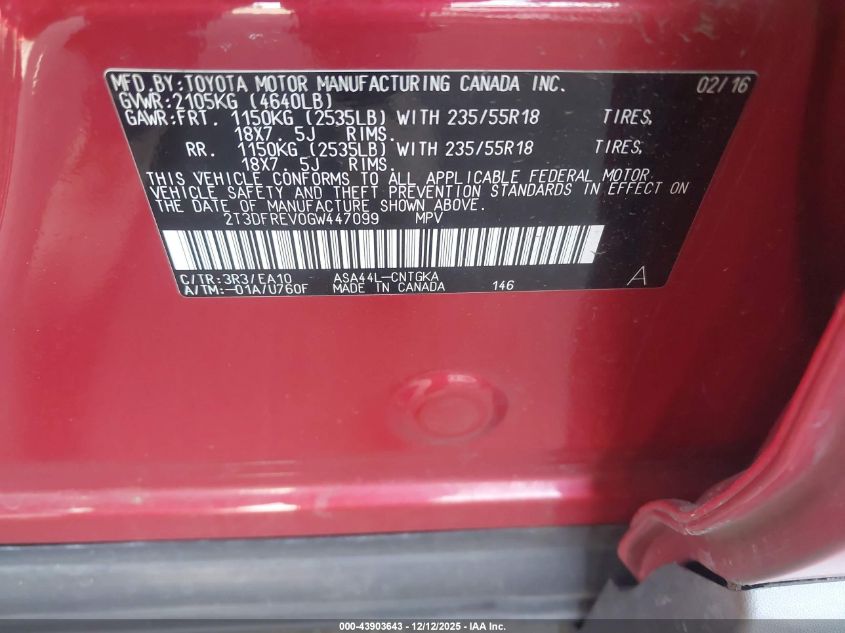 MFD.BY:TOYOTA MOTOR MANUFACTURING CANADA INC. 02/16
GVWR:2105KG (4640LB)
GAWR:FRT. 1150KG (2535LB) WITH 235/55R18 TIRES,
18X7. 5J RIMS.
RR. 1150KG (2535LB) WITH 235/55R18 TIRES,
18X7. 5J RIMS.
THIS VEHICLE CONFORMS TO ALL APPLICABLE FEDERAL MOTOR
VEHICLE SAFETY AND THEFT PREVENTION STANDARDS IN EFFECT ON
THE DATE OF MANUFACTURE SHOWN ABOVE.
2T3DFREV0GW447099 MPV
C/TR:3R3/EA10 ASA44L-CNTGKA
A/TM:-01A/U760F MADE IN CANADA 146 A
000-43903643 - 12/12/2025 - IAA Inc.